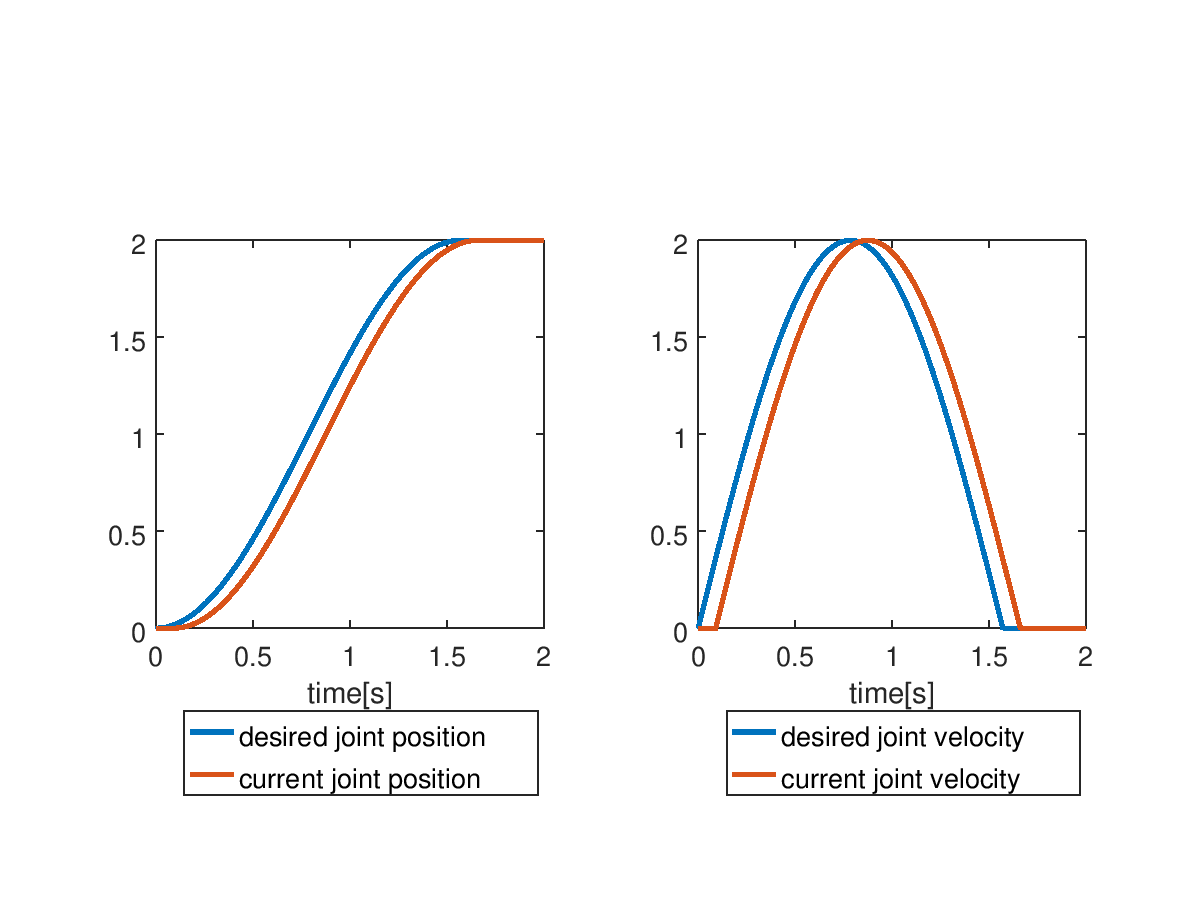 2
1.5
1
0.5
0
0 0.5 1 1.5 2
time[s]
desired joint position
current joint position
2
1.5
1
0.5
0
0 0.5 1 1.5 2
time[s]
desired joint velocity
current joint velocity